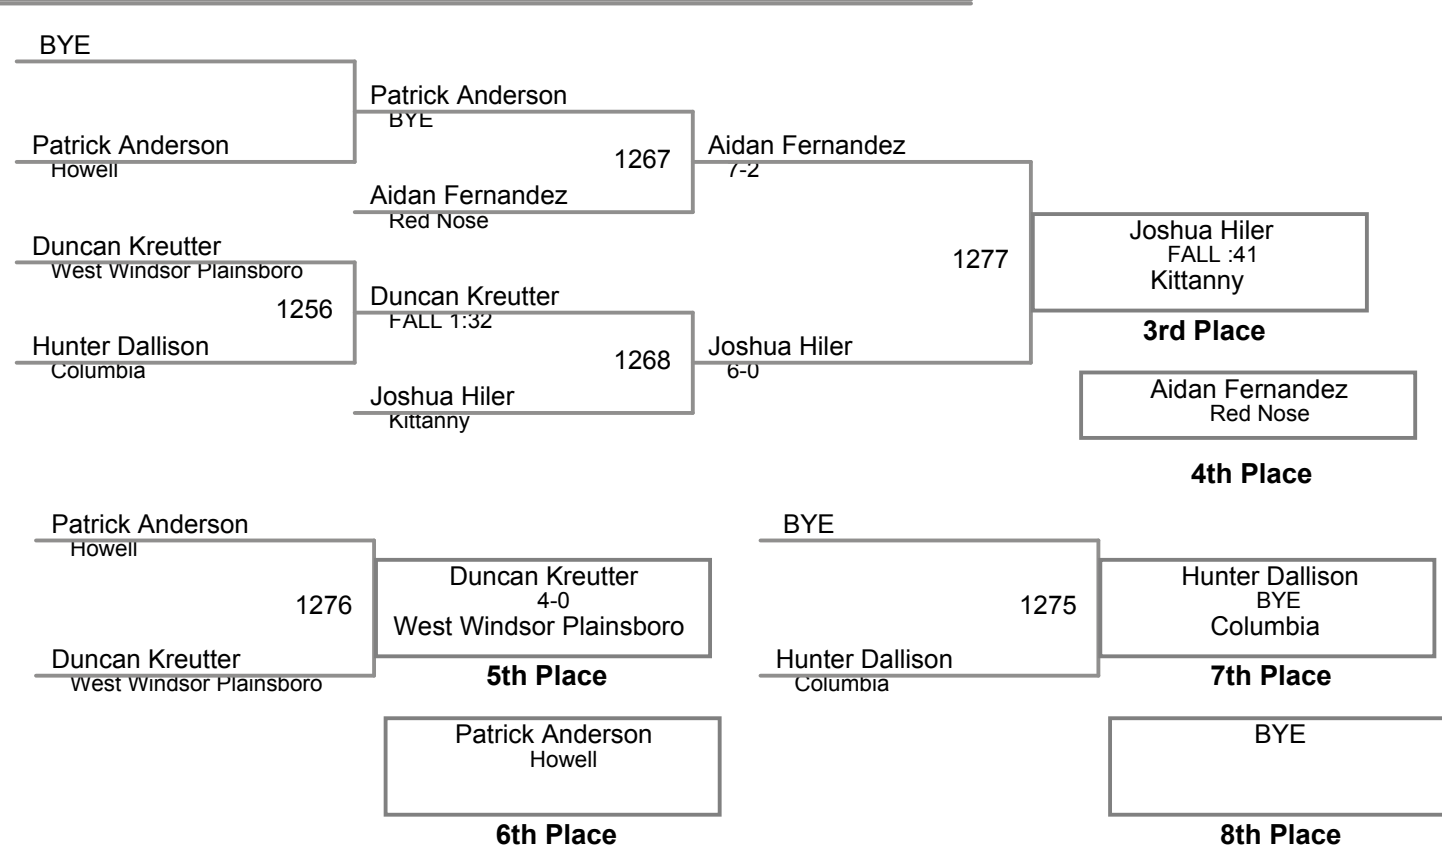 BYE
Patrick Anderson
BYE
Patrick Anderson
Howell
1267
Aidan Fernandez
7-2
Aidan Fernandez
Red Nose
Duncan Kreutter
West Windsor Plainsboro
1256
Duncan Kreutter
FALL 1:32
Hunter Dallison
Columbia
1268
Joshua Hiler
6-0
Joshua Hiler
Kittanny
1277
Joshua Hiler
FALL :41
Kittanny
3rd Place
Aidan Fernandez
Red Nose
4th Place
Patrick Anderson
Howell
1276
Duncan Kreutter
West Windsor Plainsboro
Duncan Kreutter
4-0
West Windsor Plainsboro
5th Place
Patrick Anderson
Howell
6th Place
BYE
1275
Hunter Dallison
Columbia
Hunter Dallison
BYE
Columbia
7th Place
BYE
8th Place